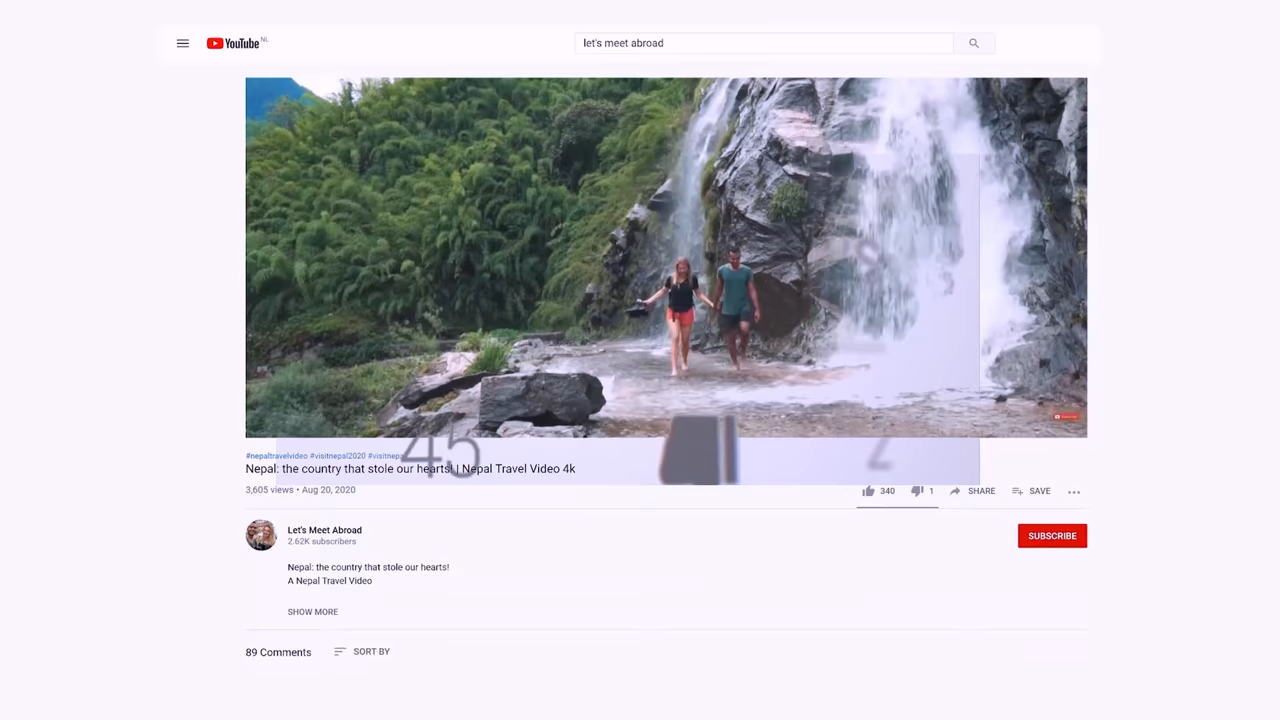 YouTube NL
let's meet abroad
45
2
#nepaltravelvideo #visitnepal2020 #visitnepa
Nepal: the country that stole our hearts! | Nepal Travel Video 4k
3,605 views • Aug 20, 2020
340
1
SHARE
SAVE
Let's Meet Abroad
2.62K subscribers
SUBSCRIBE
Nepal: the country that stole our hearts!
A Nepal Travel Video
SHOW MORE
89 Comments
SORT BY